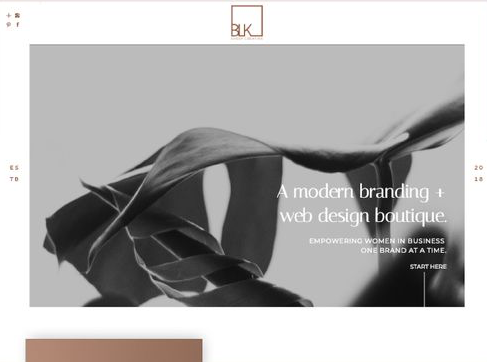 BLK
ES
TD
20
18
A modern branding +
web design boutique.
EMPOWERING WOMEN IN BUSINESS
ONE BRAND AT A TIME.
START HERE